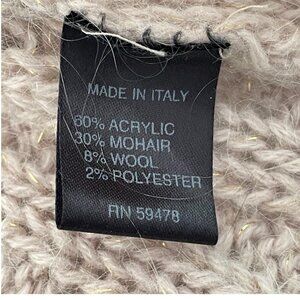 MADE IN ITALY
60% ACRYLIC
30% MOHAIR
8% WOOL
2% POLYESTER
RN 59478